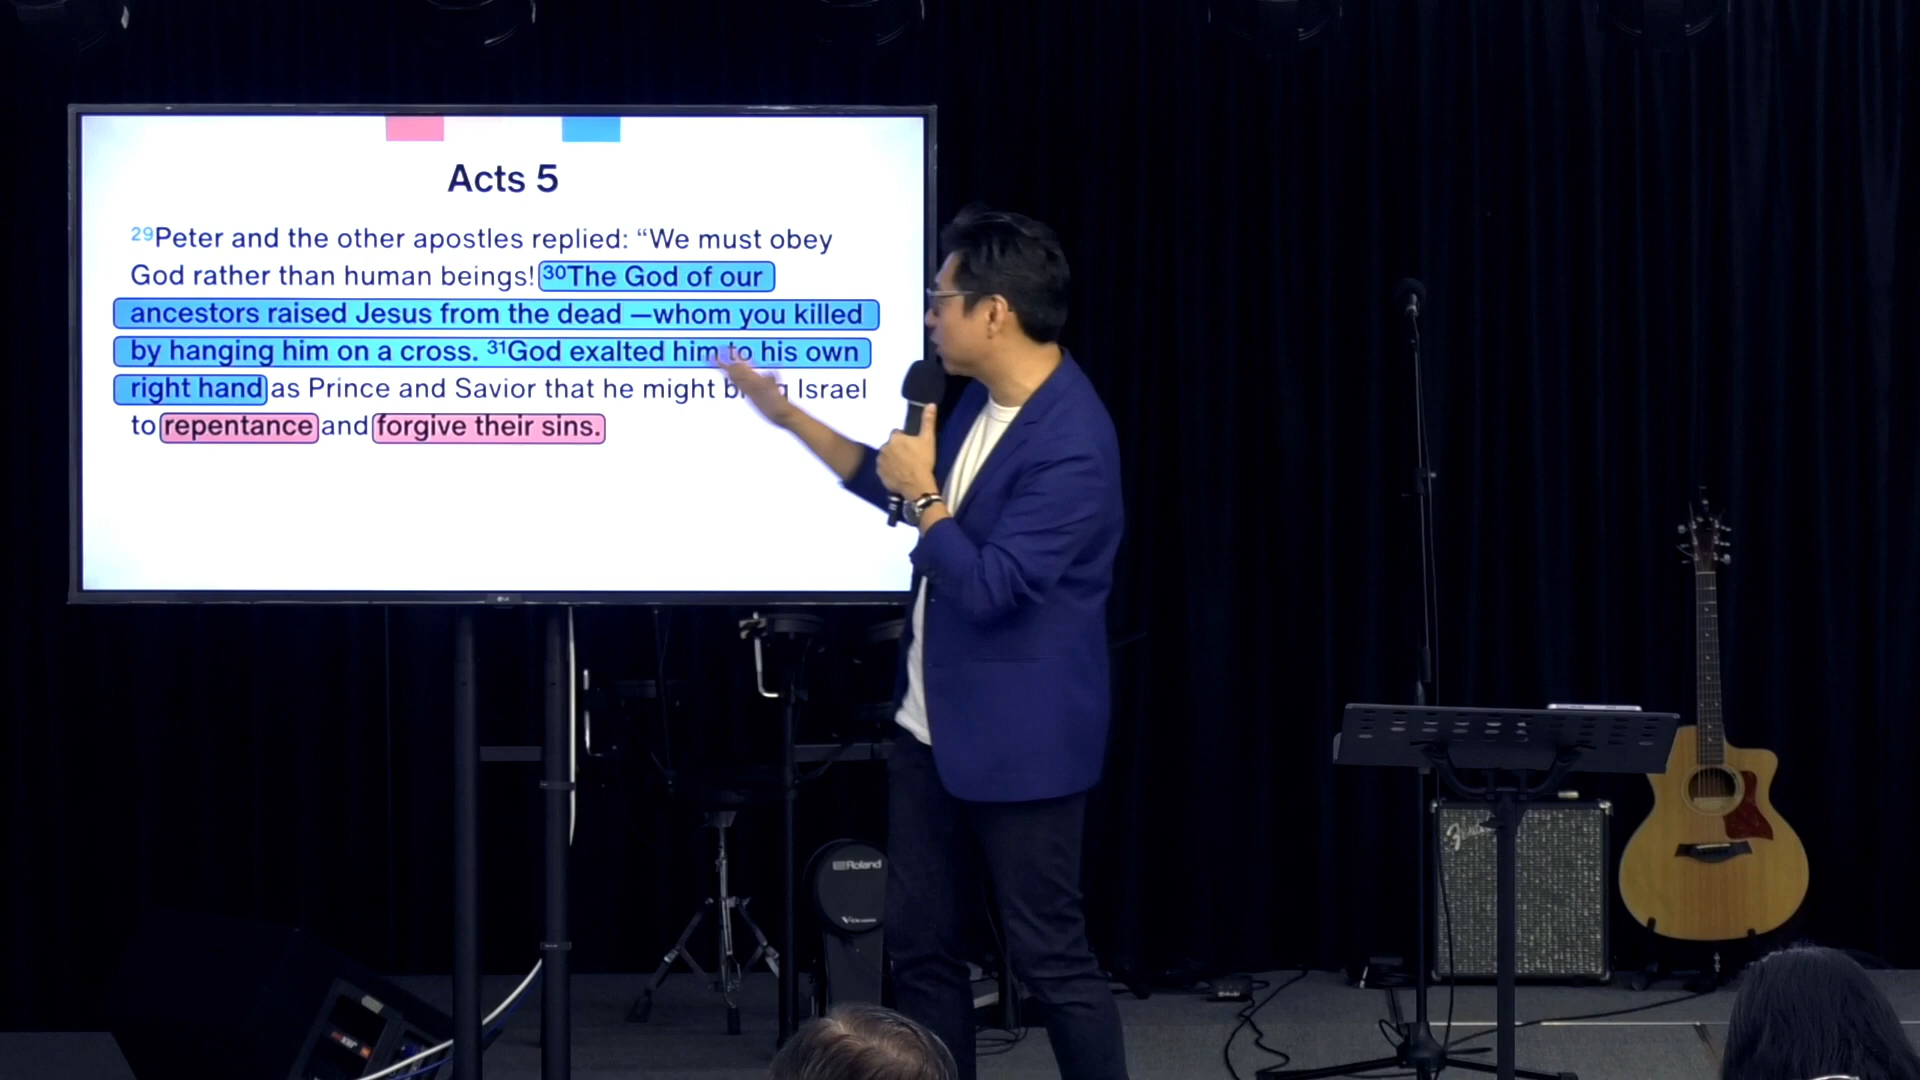 Acts 5
29Peter and the other apostles replied: “We must obey
God rather than human beings! 30The God of our
ancestors raised Jesus from the dead —whom you killed
by hanging him on a cross. 31God exalted him to his own
right hand as Prince and Savior that he might bring Israel
to repentance and forgive their sins.
LG
Roland
Fender